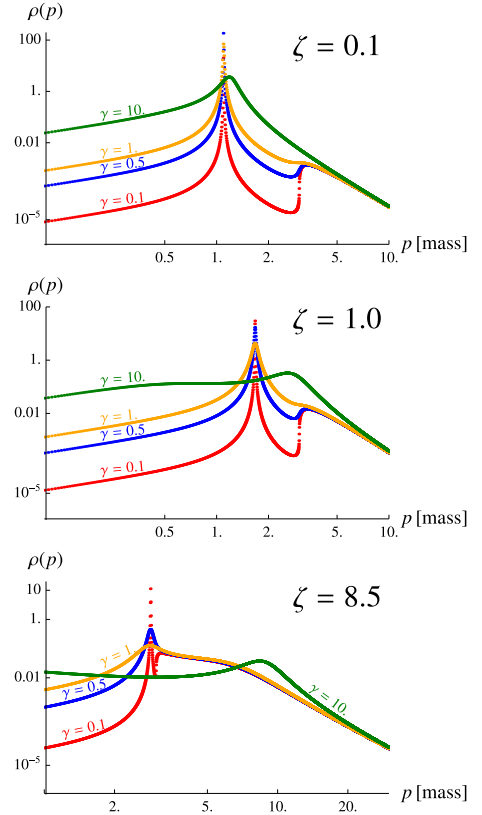 ρ(p)
100
ζ = 0.1
1.
γ = 10.
0.01
γ = 1.
γ = 0.5
γ = 0.1
10⁻⁵
0.5 1. 2. 5. 10.
p [mass]
ρ(p)
100
ζ = 1.0
1.
γ = 10.
0.01
γ = 1.
γ = 0.5
γ = 0.1
10⁻⁵
0.5 1. 2. 5. 10.
p [mass]
ρ(p)
10
ζ = 8.5
1.
γ = 1.
0.01
γ = 0.5
γ = 10.
γ = 0.1
10⁻⁵
2. 5. 10. 20.
p [mass]